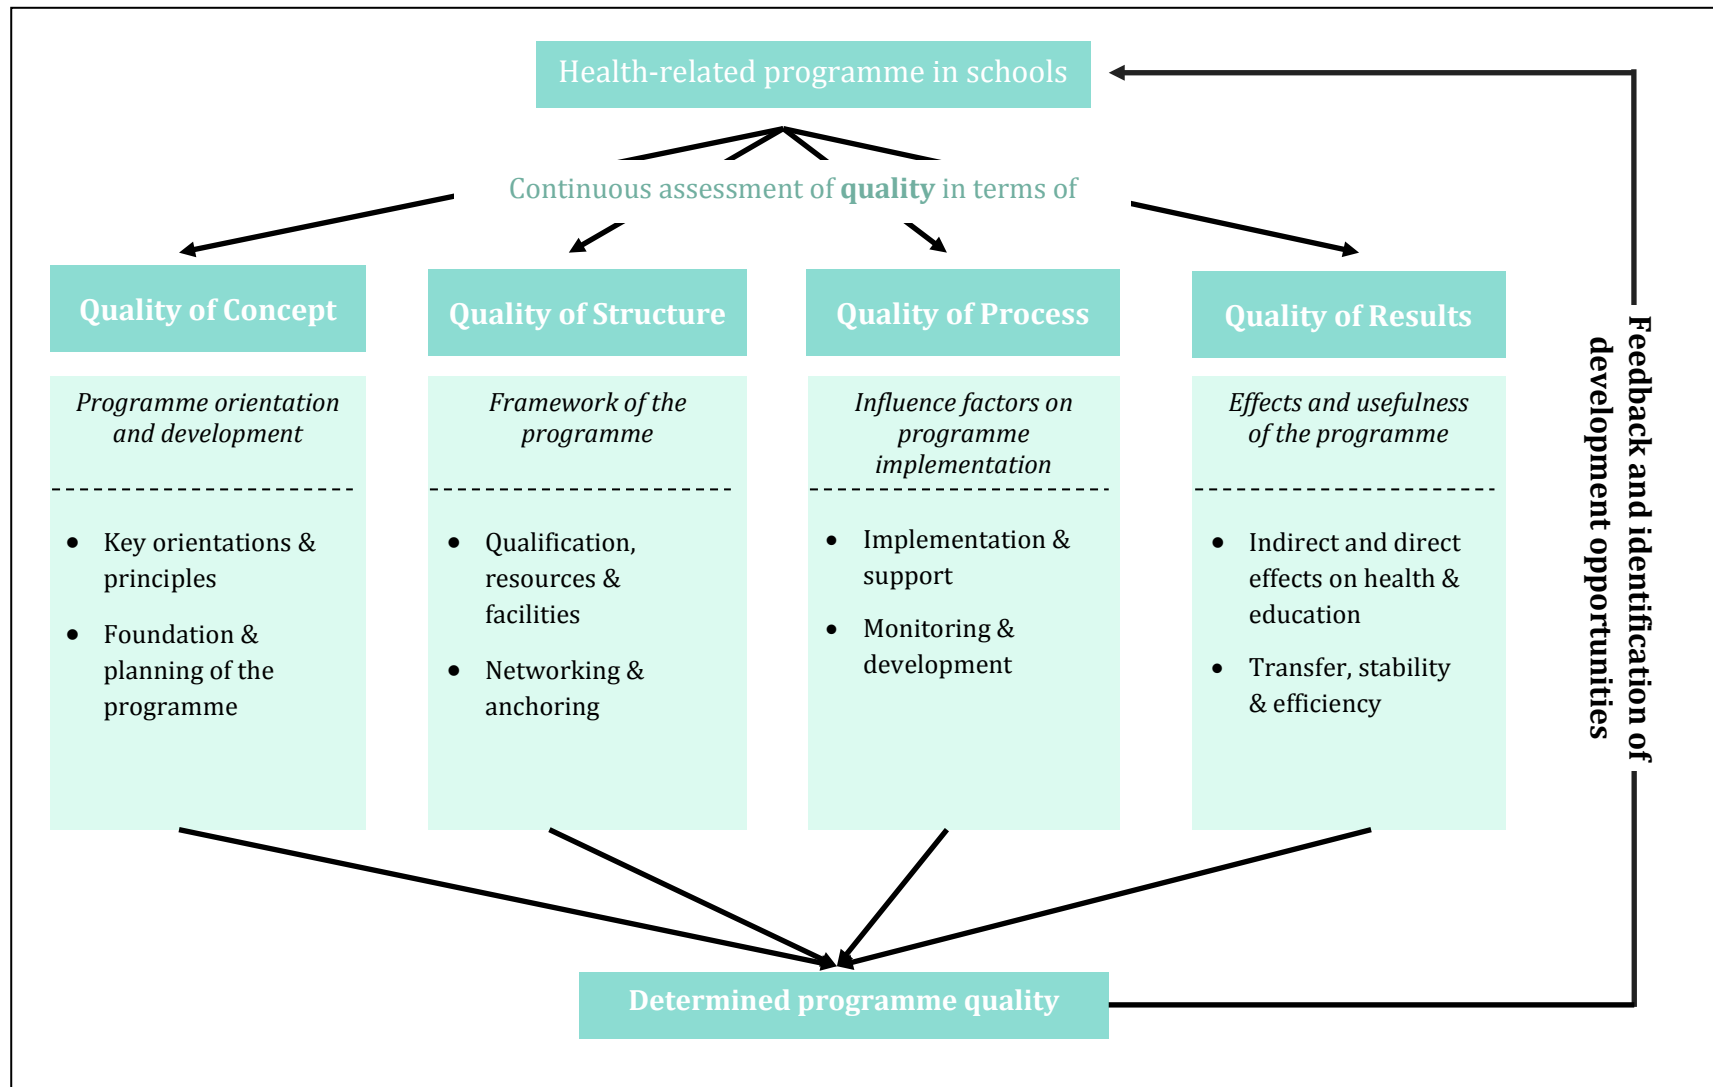 Health-related programme in schools
Continuous assessment of quality in terms of
Quality of Concept
Programme orientation
and development
• Key orientations &
principles
• Foundation &
planning of the
programme
Quality of Structure
Framework of the
programme
• Qualification,
resources &
facilities
• Networking &
anchoring
Quality of Process
Influence factors on
programme
implementation
• Implementation &
support
• Monitoring &
development
Quality of Results
Effects and usefulness
of the programme
• Indirect and direct
effects on health &
education
• Transfer, stability
& efficiency
Feedback and identification of
development opportunities
Determined programme quality